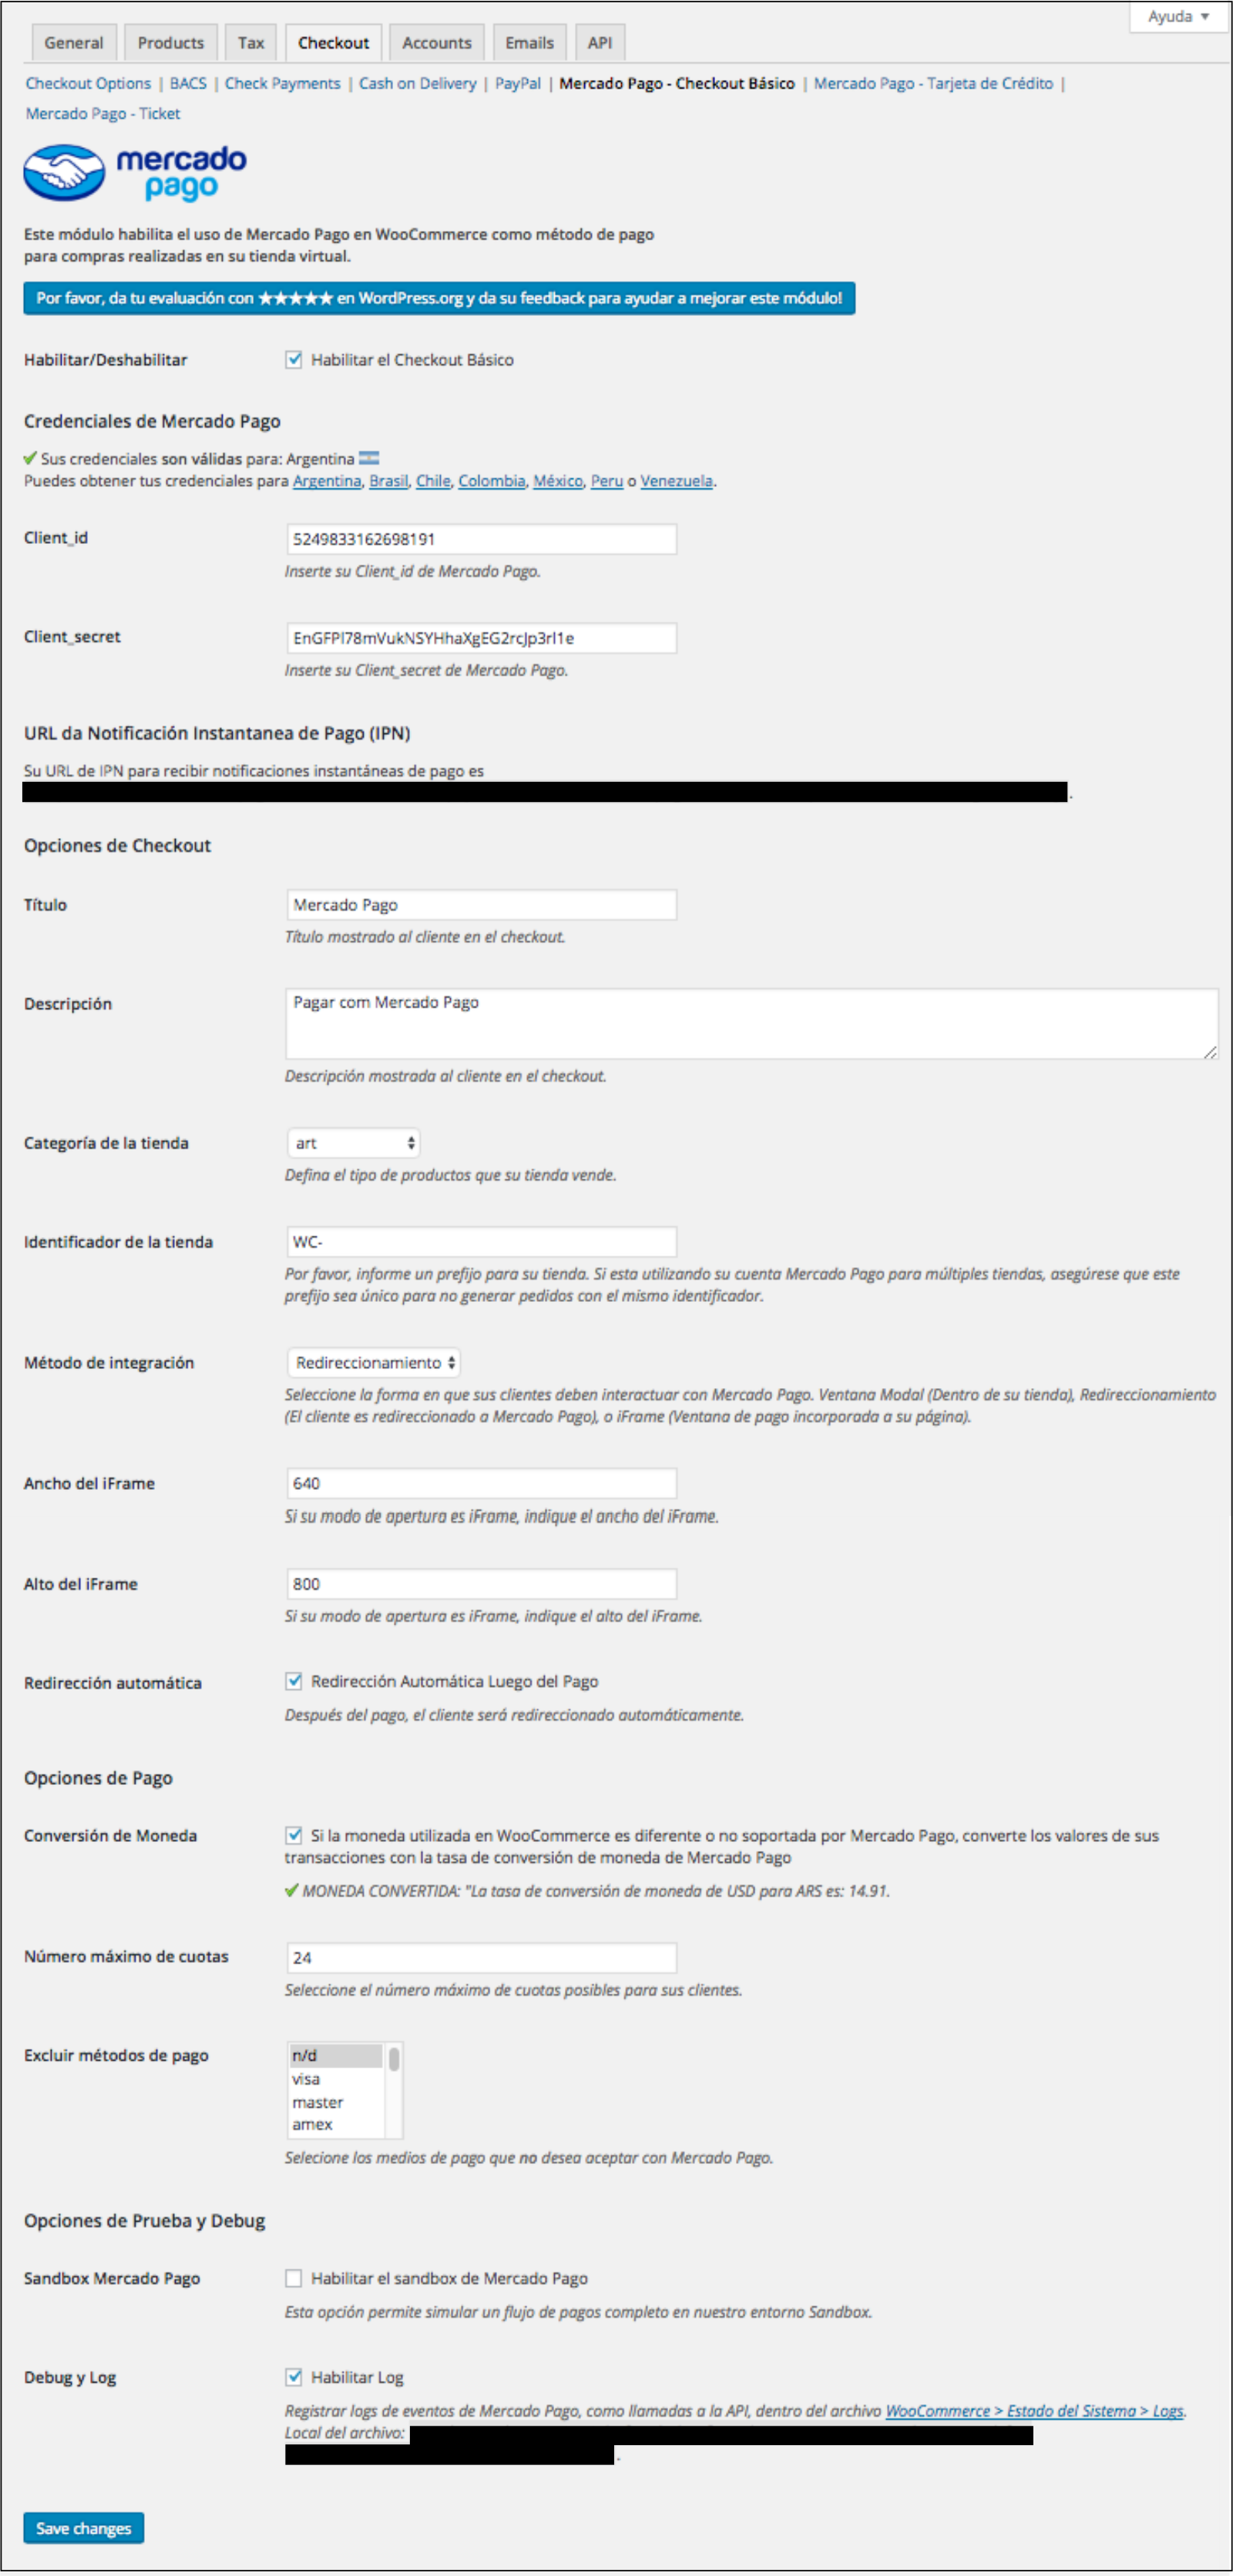 Ayuda
General Products Tax Checkout Accounts Emails API
Checkout Options | BACS | Check Payments | Cash on Delivery | PayPal | Mercado Pago - Checkout Básico | Mercado Pago - Tarjeta de Crédito |
Mercado Pago - Ticket
mercado
pago
Este módulo habilita el uso de Mercado Pago en WooCommerce como método de pago
para compras realizadas en su tienda virtual.
Por favor, da tu evaluación con ★★★★★ en WordPress.org y da su feedback para ayudar a mejorar este módulo!
Habilitar/Deshabilitar Habilitar el Checkout Básico
Credenciales de Mercado Pago
Sus credenciales son válidas para: Argentina
Puedes obtener tus credenciales para Argentina, Brasil, Chile, Colombia, México, Peru o Venezuela.
Client_id 5249833162698191
Inserte su Client_id de Mercado Pago.
Client_secret EnGFPl78mVukNSYHhaXgEG2rcJp3rl1e
Inserte su Client_secret de Mercado Pago.
URL da Notificación Instantanea de Pago (IPN)
Su URL de IPN para recibir notificaciones instantáneas de pago es
.
Opciones de Checkout
Título Mercado Pago
Título mostrado al cliente en el checkout.
Descripción Pagar com Mercado Pago
Descripción mostrada al cliente en el checkout.
Categoría de la tienda art
Defina el tipo de productos que su tienda vende.
Identificador de la tienda WC-
Por favor, informe un prefijo para su tienda. Si esta utilizando su cuenta Mercado Pago para múltiples tiendas, asegúrese que este
prefijo sea único para no generar pedidos con el mismo identificador.
Método de integración Redireccionamiento
Seleccione la forma en que sus clientes deben interactuar con Mercado Pago. Ventana Modal (Dentro de su tienda), Redireccionamiento
(El cliente es redireccionado a Mercado Pago), o iFrame (Ventana de pago incorporada a su página).
Ancho del iFrame 640
Si su modo de apertura es iFrame, indique el ancho del iFrame.
Alto del iFrame 800
Si su modo de apertura es iFrame, indique el alto del iFrame.
Redirección automática Redirección Automática Luego del Pago
Después del pago, el cliente será redireccionado automáticamente.
Opciones de Pago
Conversión de Moneda Si la moneda utilizada en WooCommerce es diferente o no soportada por Mercado Pago, converte los valores de sus
transacciones con la tasa de conversión de moneda de Mercado Pago
MONEDA CONVERTIDA: "La tasa de conversión de moneda de USD para ARS es: 14.91.
Número máximo de cuotas 24
Seleccione el número máximo de cuotas posibles para sus clientes.
Excluir métodos de pago n/d
visa
master
amex
Selecione los medios de pago que no desea aceptar con Mercado Pago.
Opciones de Prueba y Debug
Sandbox Mercado Pago Habilitar el sandbox de Mercado Pago
Esta opción permite simular un flujo de pagos completo en nuestro entorno Sandbox.
Debug y Log Habilitar Log
Registrar logs de eventos de Mercado Pago, como llamadas a la API, dentro del archivo WooCommerce > Estado del Sistema > Logs.
Local del archivo:
.
Save changes